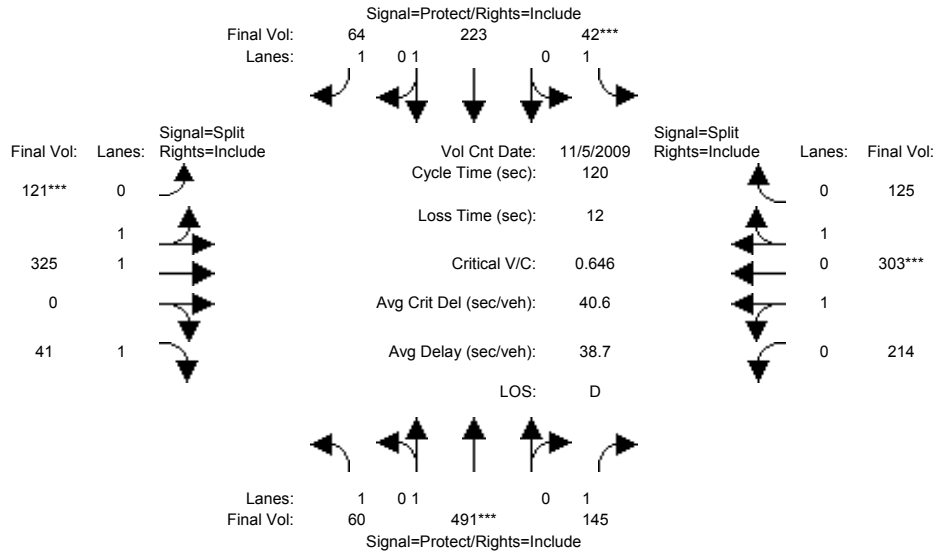 Signal=Protect/Rights=Include
Final Vol: 64 223 42***
Lanes: 1 0 1 0 1
Signal=Split
Final Vol: Lanes: Rights=Include
Vol Cnt Date: 11/5/2009
Signal=Split
Rights=Include Lanes: Final Vol:
Cycle Time (sec): 120
121*** 0
0 125
Loss Time (sec): 12
1
1
325 1
Critical V/C: 0.646
0 303***
0
Avg Crit Del (sec/veh): 40.6
1
41 1
Avg Delay (sec/veh): 38.7
0 214
LOS: D
Lanes: 1 0 1 0 1
Final Vol: 60 491*** 145
Signal=Protect/Rights=Include